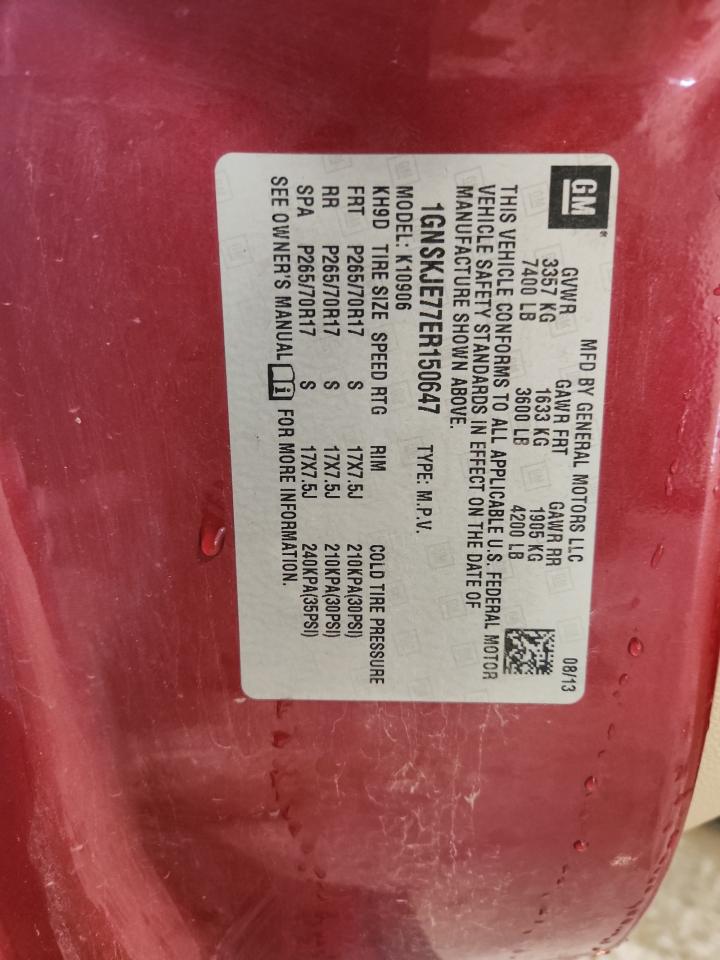 GM
MFD BY GENERAL MOTORS LLC 08/13
GVWR GAWR FRT GAWR RR
3357 KG 1633 KG 1905 KG
7400 LB 3600 LB 4200 LB
THIS VEHICLE CONFORMS TO ALL APPLICABLE U.S. FEDERAL MOTOR
VEHICLE SAFETY STANDARDS IN EFFECT ON THE DATE OF
MANUFACTURE SHOWN ABOVE.
1GNSKJE77ER150647 TYPE: M.P.V.
MODEL: K10906
KH9D TIRE SIZE SPEED RTG RIM COLD TIRE PRESSURE
FRT P265/70R17 S 17X7.5J 210KPA(30PSI)
RR P265/70R17 S 17X7.5J 210KPA(30PSI)
SPA P265/70R17 S 17X7.5J 240KPA(35PSI)
SEE OWNER'S MANUAL i FOR MORE INFORMATION.